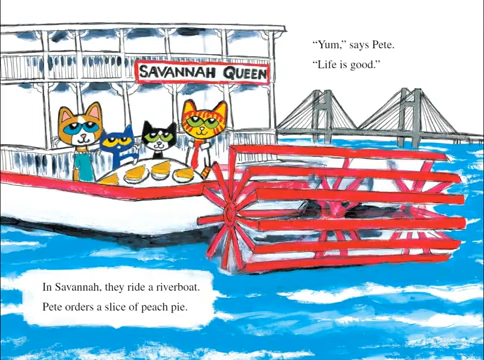 "Yum," says Pete.
"Life is good."
SAVANNAH QUEEN
In Savannah, they ride a riverboat.
Pete orders a slice of peach pie.